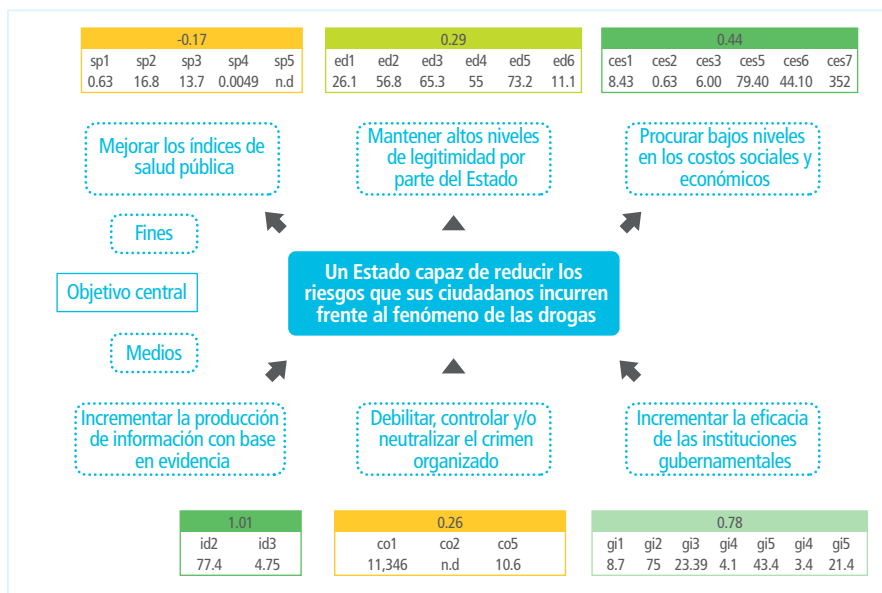 -0.17
sp1 sp2 sp3 sp4 sp5
0.63 16.8 13.7 0.0049 n.d
0.29
ed1 ed2 ed3 ed4 ed5 ed6
26.1 56.8 65.3 55 73.2 11.1
0.44
ces1 ces2 ces3 ces5 ces6 ces7
8.43 0.63 6.00 79.40 44.10 352
Mejorar los índices de
salud pública
Mantener altos niveles
de legitimidad por
parte del Estado
Procurar bajos niveles
en los costos sociales y
económicos
Fines
Objetivo central
Medios
Un Estado capaz de reducir los
riesgos que sus ciudadanos incurren
frente al fenómeno de las drogas
Incrementar la producción
de información con base
en evidencia
Debilitar, controlar y/o
neutralizar el crimen
organizado
Incrementar la eficacia
de las instituciones
gubernamentales
1.01
id2 id3
77.4 4.75
0.26
co1 co2 co5
11,346 n.d 10.6
0.78
gi1 gi2 gi3 gi4 gi5 gi4 gi5
8.7 75 23.39 4.1 43.4 3.4 21.4